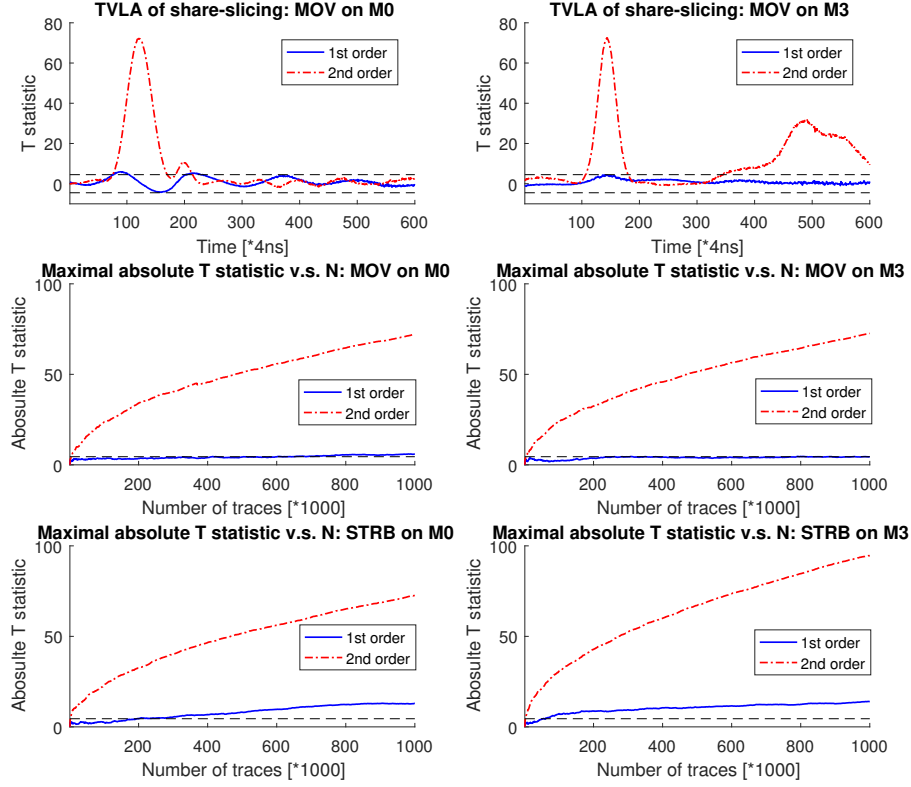 TVLA of share-slicing: MOV on M0
80
60
40
20
0
T statistic
1st order
2nd order
100 200 300 400 500 600
Time [*4ns]
TVLA of share-slicing: MOV on M3
80
60
40
20
0
T statistic
1st order
2nd order
100 200 300 400 500 600
Time [*4ns]
Maximal absolute T statistic v.s. N: MOV on M0
100
50
0
Abosulte T statistic
1st order
2nd order
200 400 600 800 1000
Number of traces [*1000]
Maximal absolute T statistic v.s. N: MOV on M3
100
50
0
Abosulte T statistic
1st order
2nd order
200 400 600 800 1000
Number of traces [*1000]
Maximal absolute T statistic v.s. N: STRB on M0
100
50
0
Abosulte T statistic
1st order
2nd order
200 400 600 800 1000
Number of traces [*1000]
Maximal absolute T statistic v.s. N: STRB on M3
100
50
0
Abosulte T statistic
1st order
2nd order
200 400 600 800 1000
Number of traces [*1000]